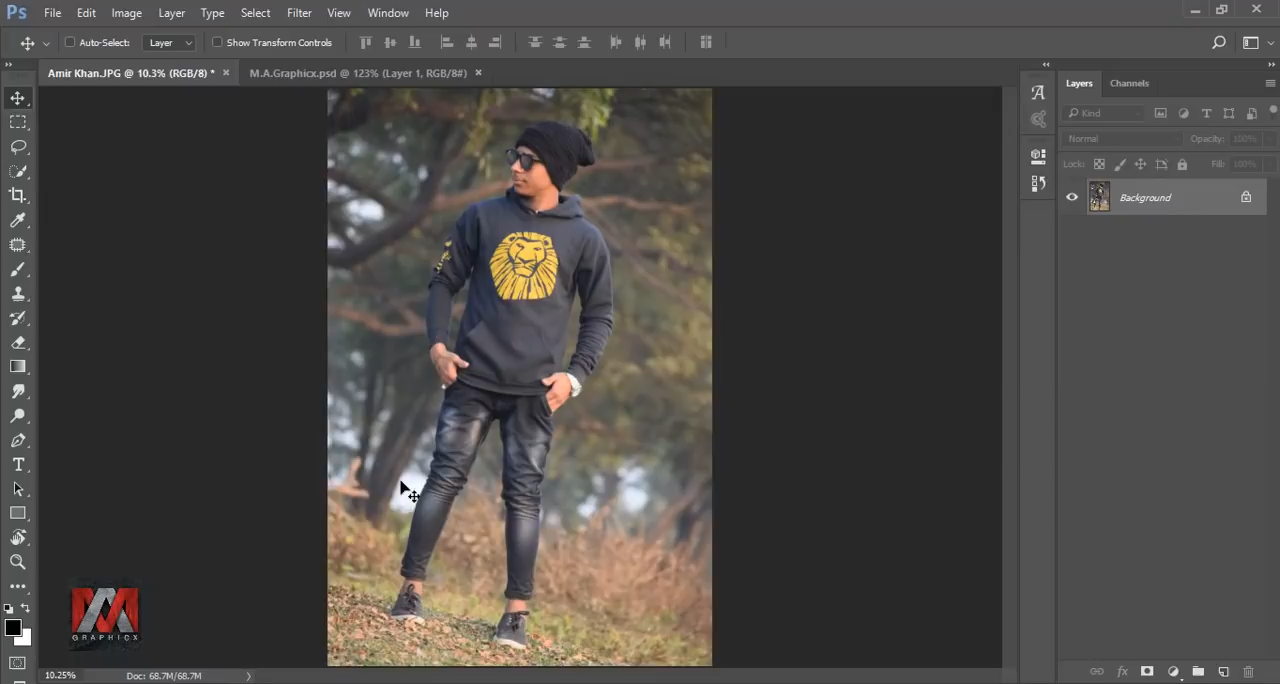 Ps File Edit Image Layer Type Select Filter View Window Help
Auto-Select: Layer Show Transform Controls
Amir Khan.JPG @ 10.3% (RGB/8) * × M.A.Graphicx.psd @ 123% (Layer 1, RGB/8#) ×
Layers Channels
Kind
Normal Opacity: 100%
Lock: Fill: 100%
Background
MA
GRAPHICX
10.25% Doc: 68.7M/68.7M